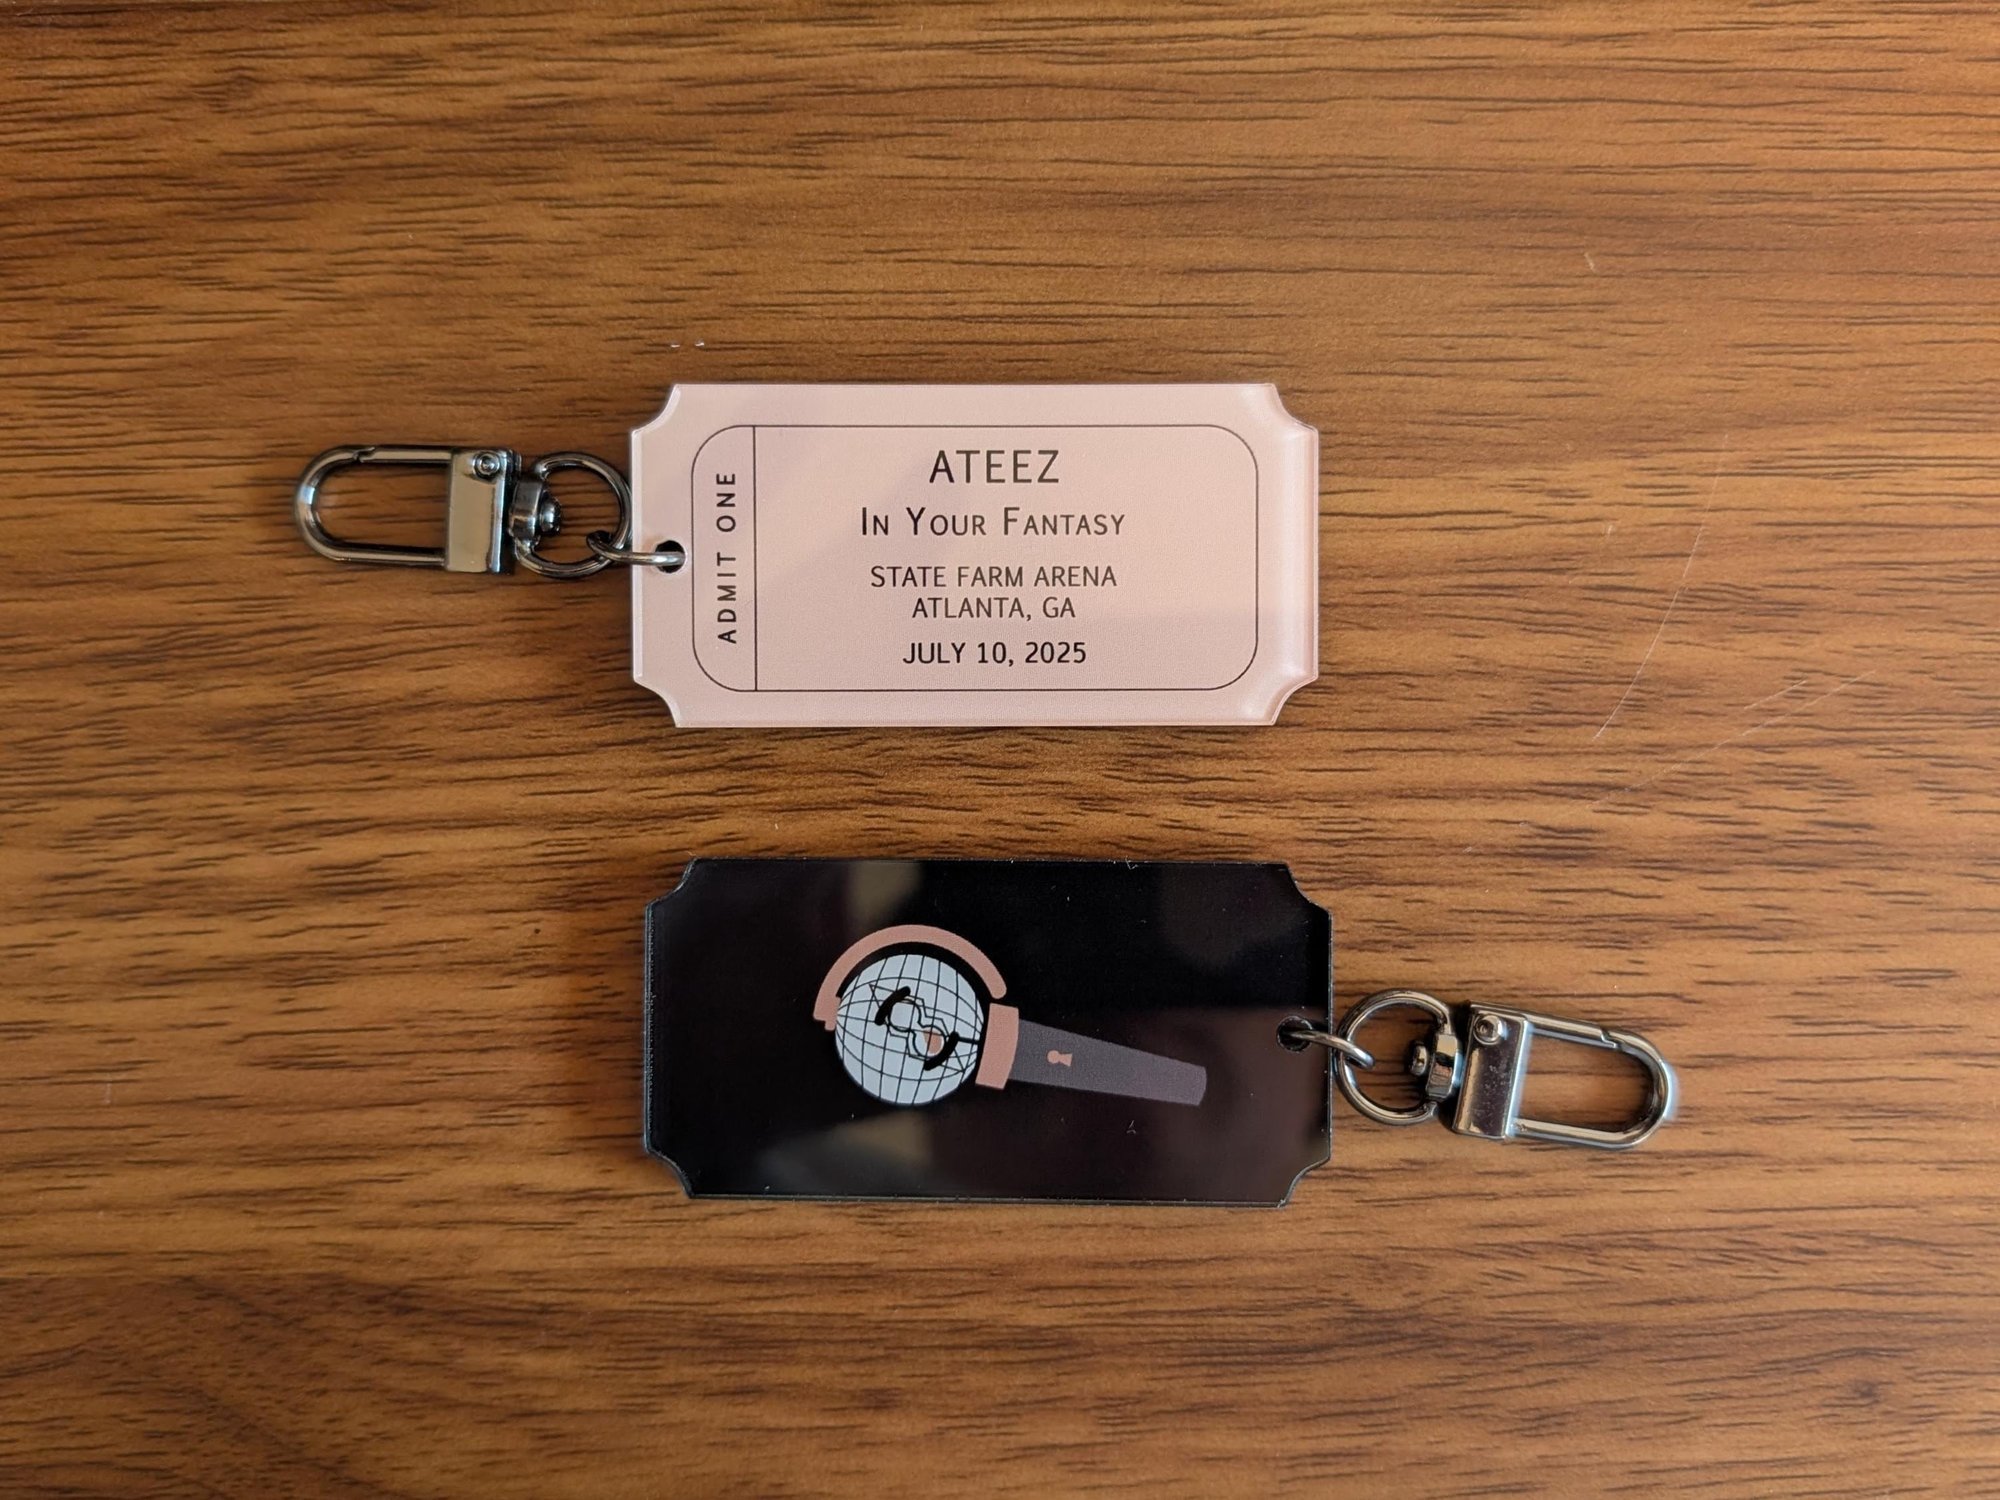 ADMIT ONE
ATEEZ
In Your Fantasy
STATE FARM ARENA
ATLANTA, GA
JULY 10, 2025